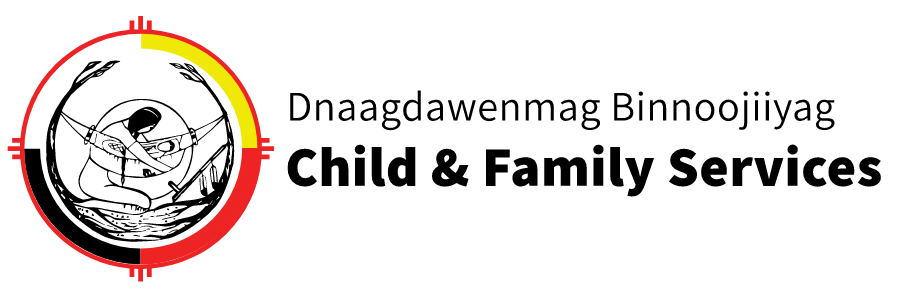 Dnaagdawenmag Binnoojiiyag
Child & Family Services